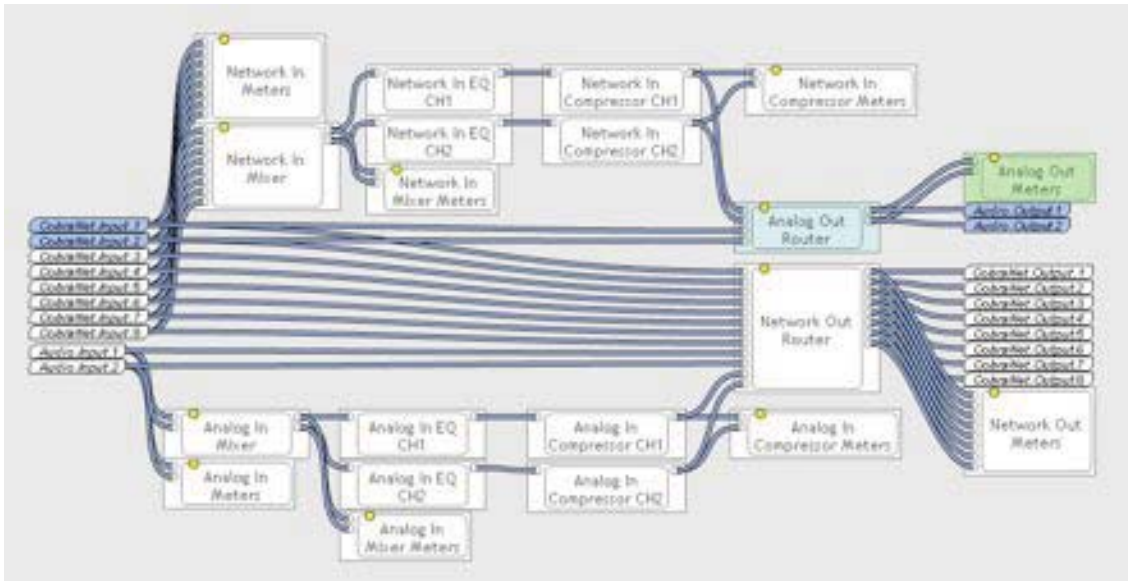 Network In
Meters
Network In
Mixer
Network In EQ
CH1
Network In EQ
CH2
Network In
Mixer Meters
Network In
Compressor CH1
Network In
Compressor CH2
Network In
Compressor Meters
Analog Out
Meters
Analog Out
Router
Audio Output 1
Audio Output 2
CobraNet Input 1
CobraNet Input 2
CobraNet Input 3
CobraNet Input 4
CobraNet Input 5
CobraNet Input 6
CobraNet Input 7
CobraNet Input 8
Audio Input 1
Audio Input 2
Network Out
Router
CobraNet Output 1
CobraNet Output 2
CobraNet Output 3
CobraNet Output 4
CobraNet Output 5
CobraNet Output 6
CobraNet Output 7
CobraNet Output 8
Network Out
Meters
Analog In
Mixer
Analog In
Meters
Analog In EQ
CH1
Analog In EQ
CH2
Analog In
Mixer Meters
Analog In
Compressor CH1
Analog In
Compressor CH2
Analog In
Compressor Meters